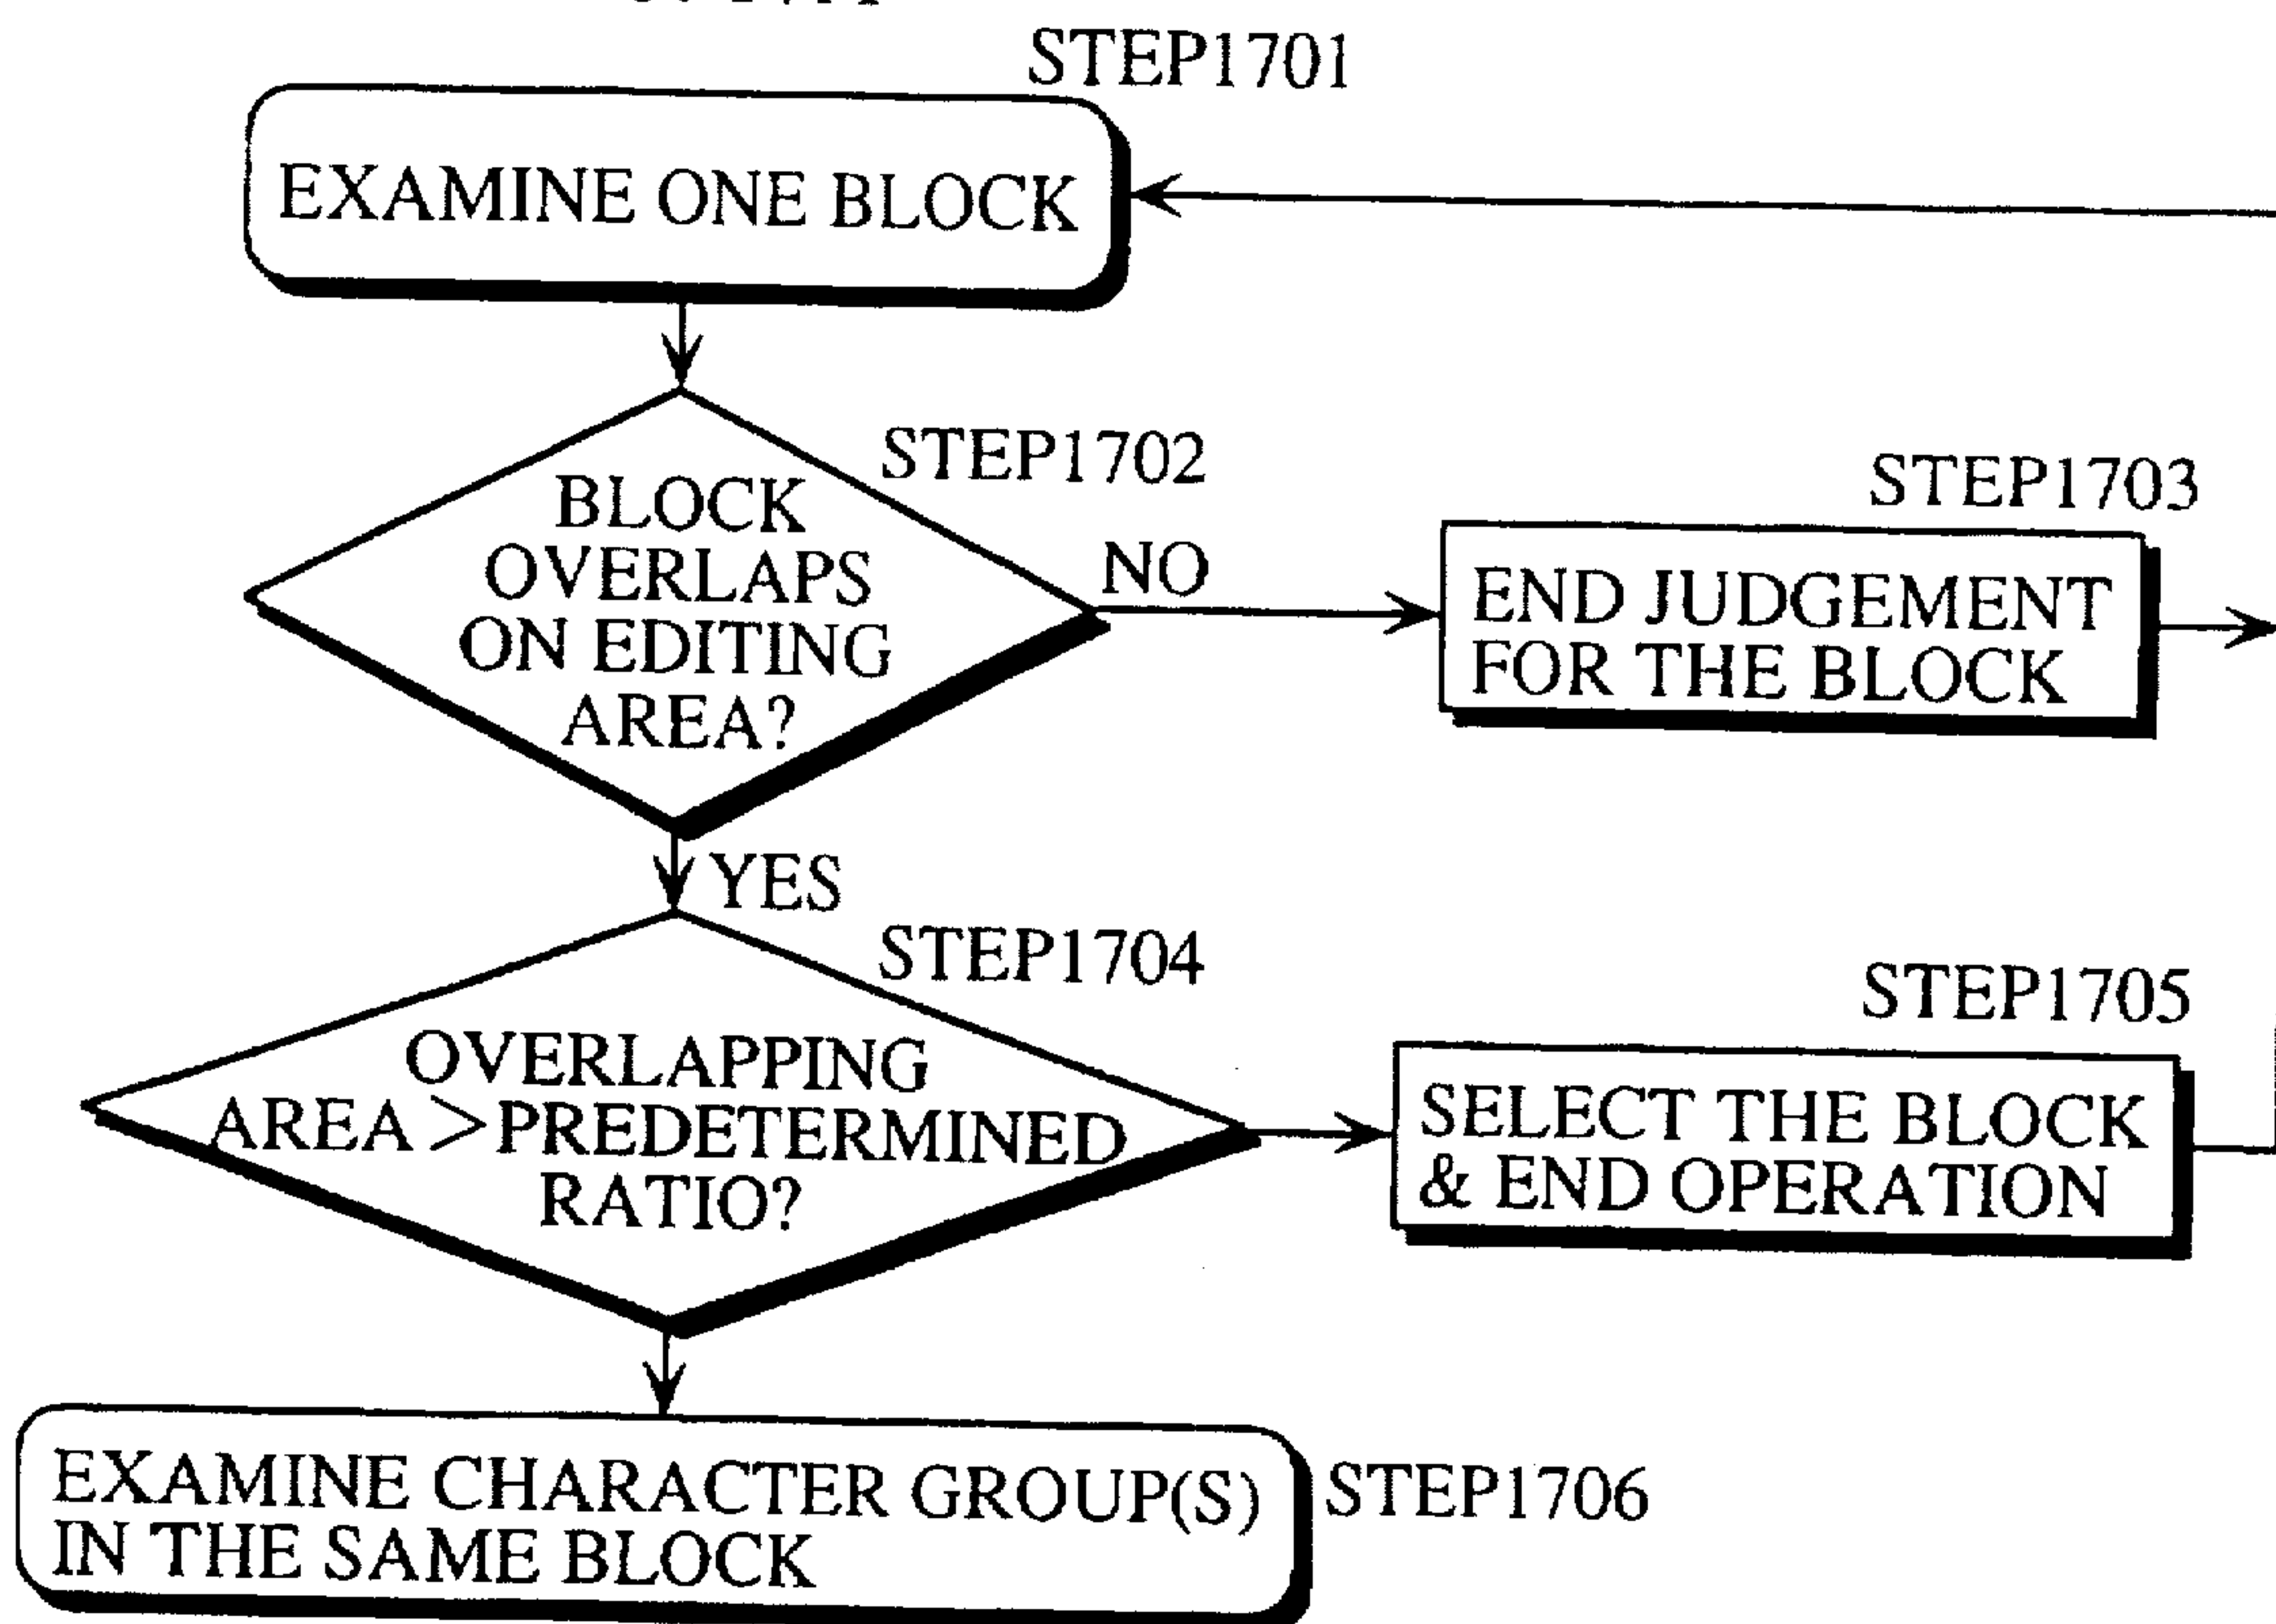 STEP1701
EXAMINE ONE BLOCK
STEP1702
BLOCK
OVERLAPS
ON EDITING
AREA?
NO
STEP1703
END JUDGEMENT
FOR THE BLOCK
YES
STEP1704
OVERLAPPING
AREA >PREDETERMINED
RATIO?
STEP1705
SELECT THE BLOCK
& END OPERATION
EXAMINE CHARACTER GROUP(S)
IN THE SAME BLOCK
STEP1706